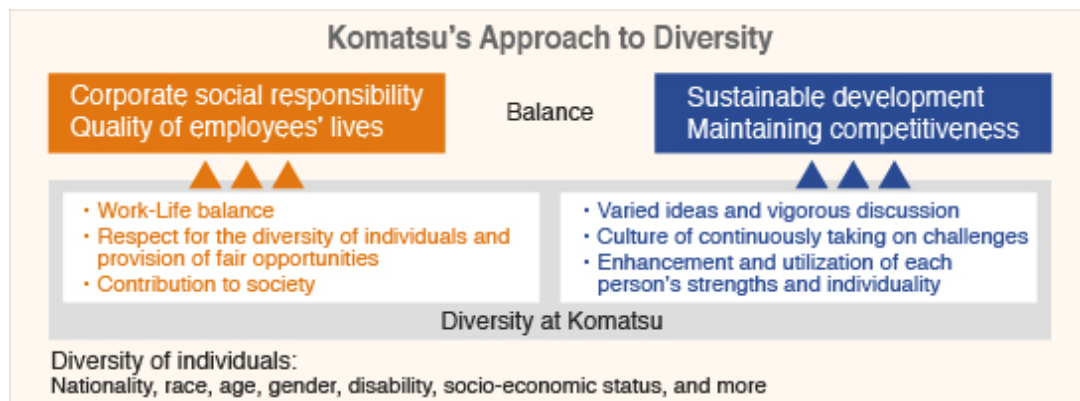 Komatsu's Approach to Diversity
Corporate social responsibility
Quality of employees' lives
Balance
Sustainable development
Maintaining competitiveness
・Work-Life balance
・Respect for the diversity of individuals and
provision of fair opportunities
・Contribution to society
・Varied ideas and vigorous discussion
・Culture of continuously taking on challenges
・Enhancement and utilization of each
person's strengths and individuality
Diversity at Komatsu
Diversity of individuals:
Nationality, race, age, gender, disability, socio-economic status, and more